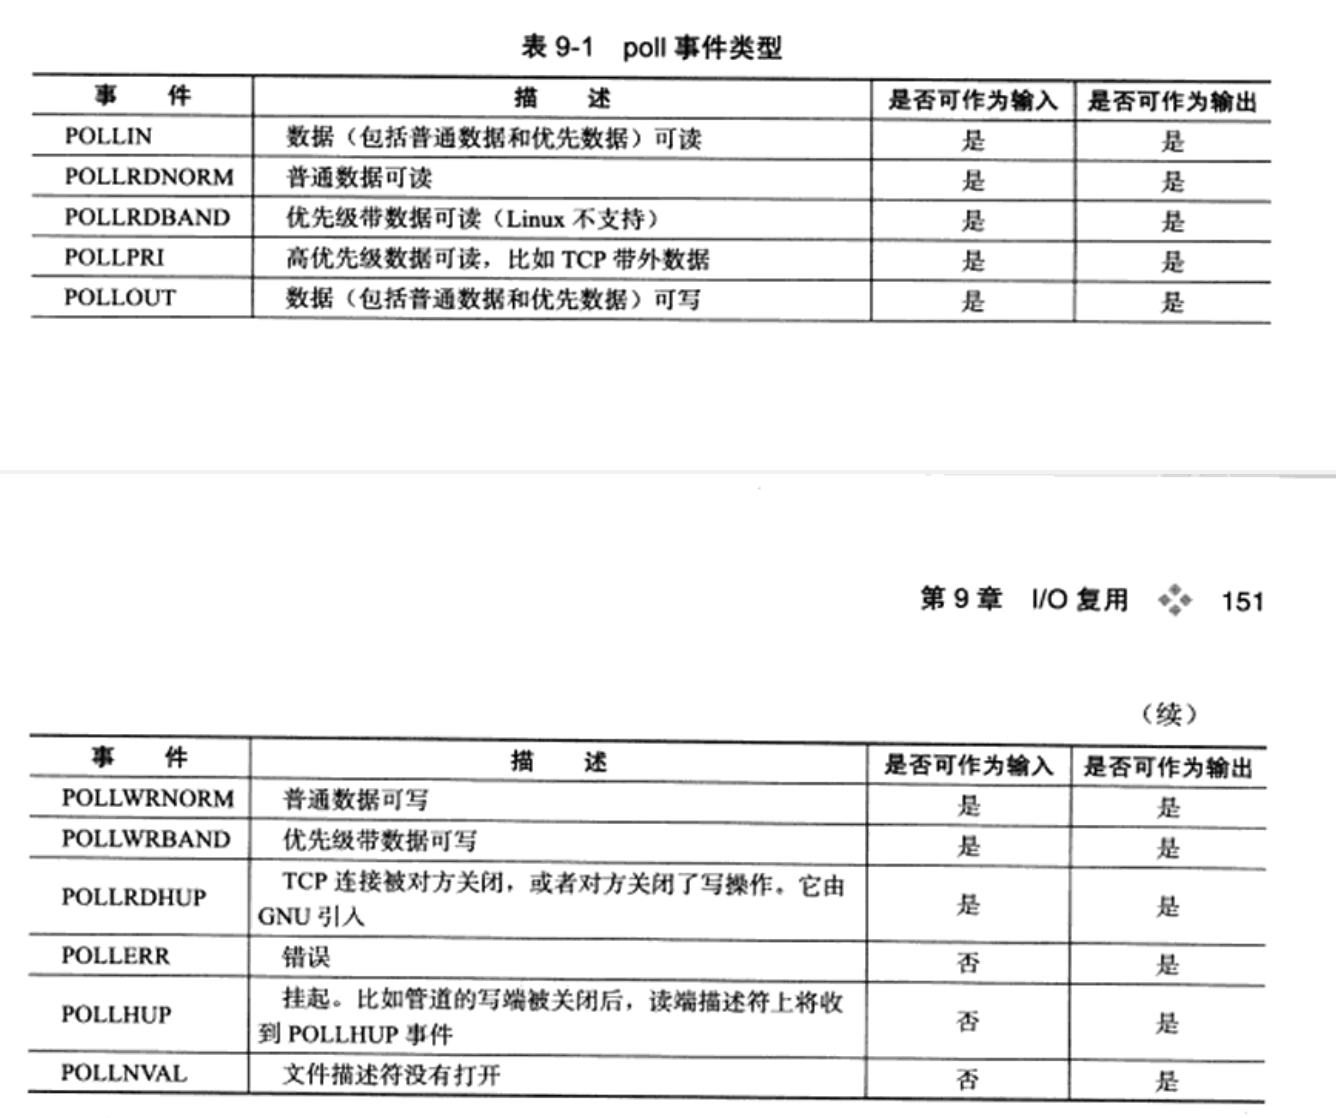 表 9-1 poll 事件类型
事 件 描 述 是否可作为输入 是否可作为输出
POLLIN 数据（包括普通数据和优先数据）可读 是 是
POLLRDNORM 普通数据可读 是 是
POLLRDBAND 优先级带数据可读（Linux 不支持） 是 是
POLLPRI 高优先级数据可读，比如 TCP 带外数据 是 是
POLLOUT 数据（包括普通数据和优先数据）可写 是 是
第 9 章 I/O 复用 151
（续）
事 件 描 述 是否可作为输入 是否可作为输出
POLLWRNORM 普通数据可写 是 是
POLLWRBAND 优先级带数据可写 是 是
POLLRDHUP TCP 连接被对方关闭，或者对方关闭了写操作。它由
GNU 引入 是 是
POLLERR 错误 否 是
POLLHUP 挂起。比如管道的写端被关闭后，读端描述符上将收
到 POLLHUP 事件 否 是
POLLNVAL 文件描述符没有打开 否 是